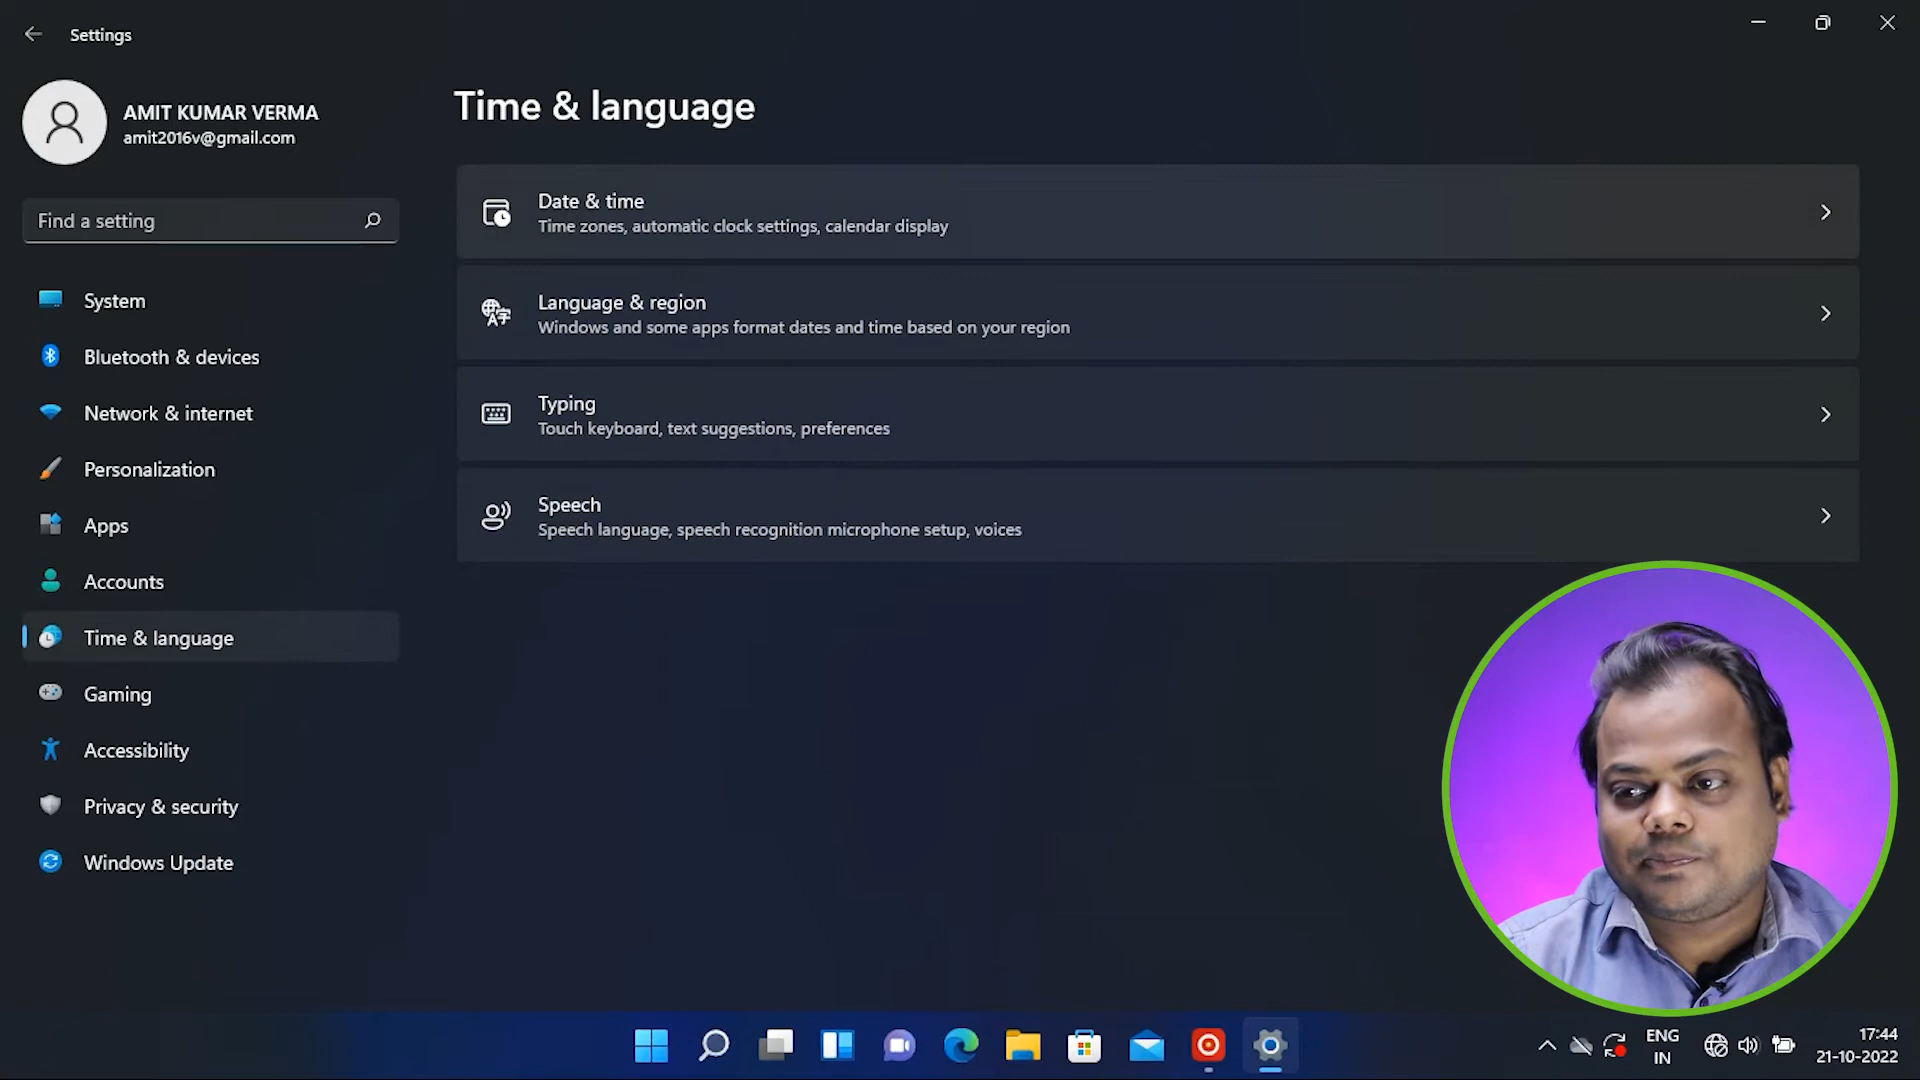 Settings
AMIT KUMAR VERMA
amit2016v@gmail.com
Find a setting
System
Bluetooth & devices
Network & internet
Personalization
Apps
Accounts
Time & language
Gaming
Accessibility
Privacy & security
Windows Update
Time & language
Date & time
Time zones, automatic clock settings, calendar display
Language & region
Windows and some apps format dates and time based on your region
Typing
Touch keyboard, text suggestions, preferences
Speech
Speech language, speech recognition microphone setup, voices
ENG
IN
17:44
21-10-2022